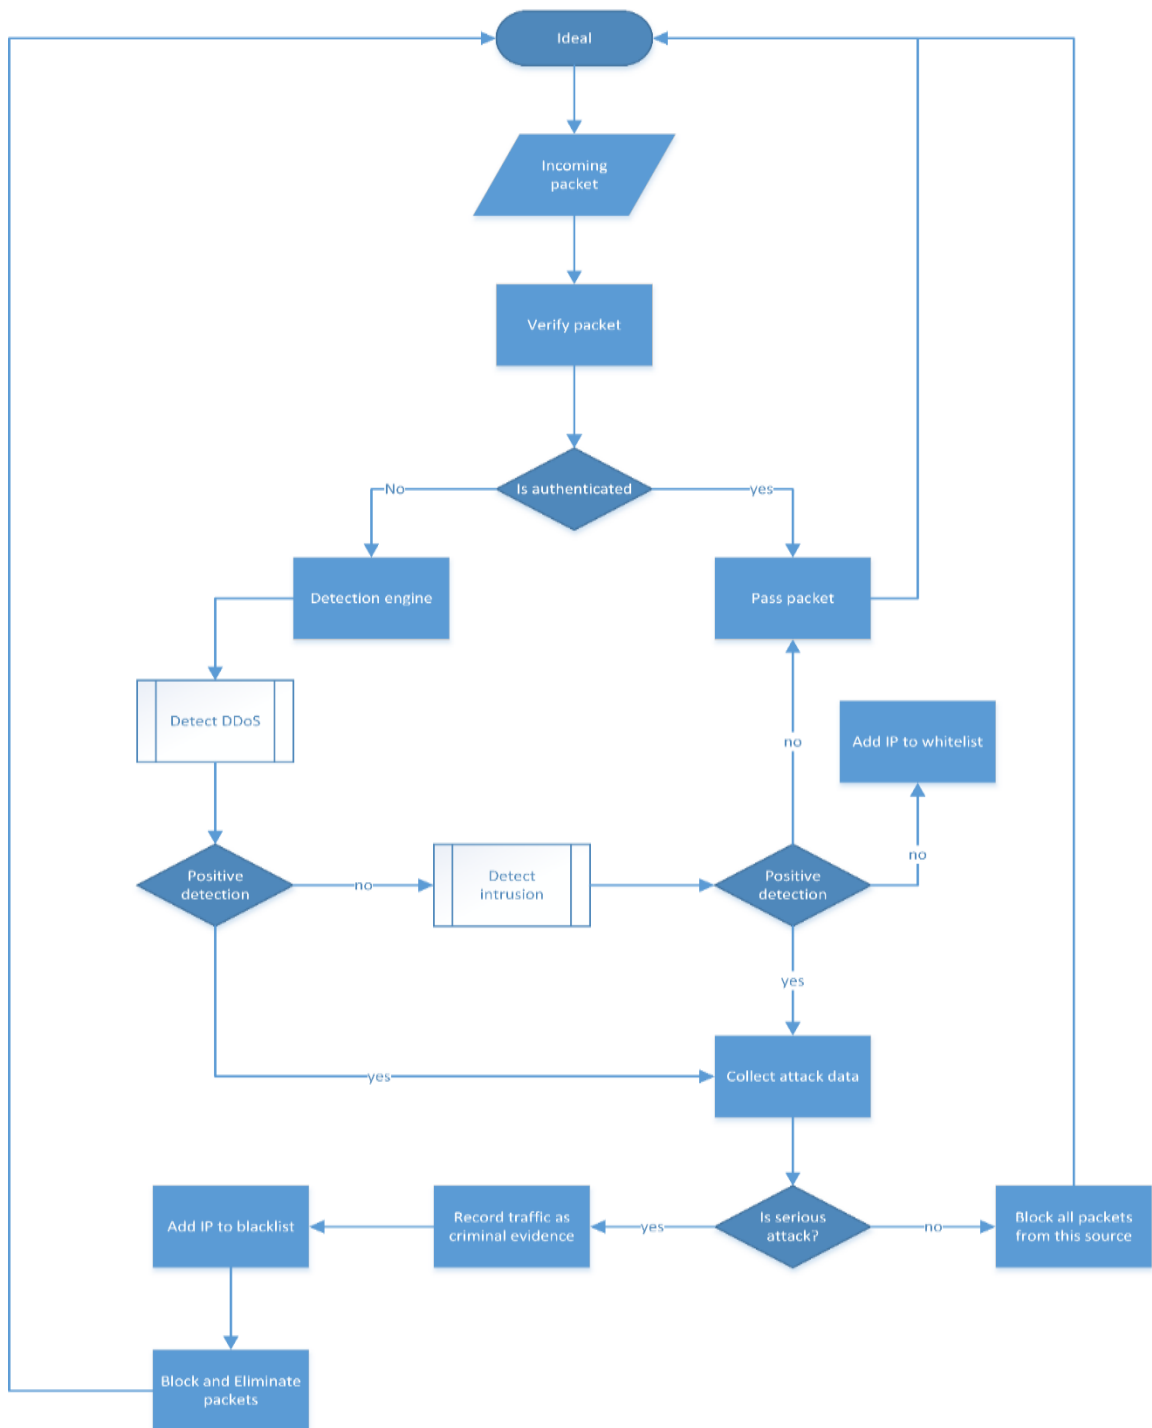 Ideal
Incoming
packet
Verify packet
Is authenticated
No
yes
Detection engine
Pass packet
Detect DDoS
no
Add IP to whitelist
Positive
detection
no
Detect
intrusion
Positive
detection
no
yes
yes
Collect attack data
Add IP to blacklist
Record traffic as
criminal evidence
yes
Is serious
attack?
no
Block all packets
from this source
Block and Eliminate
packets